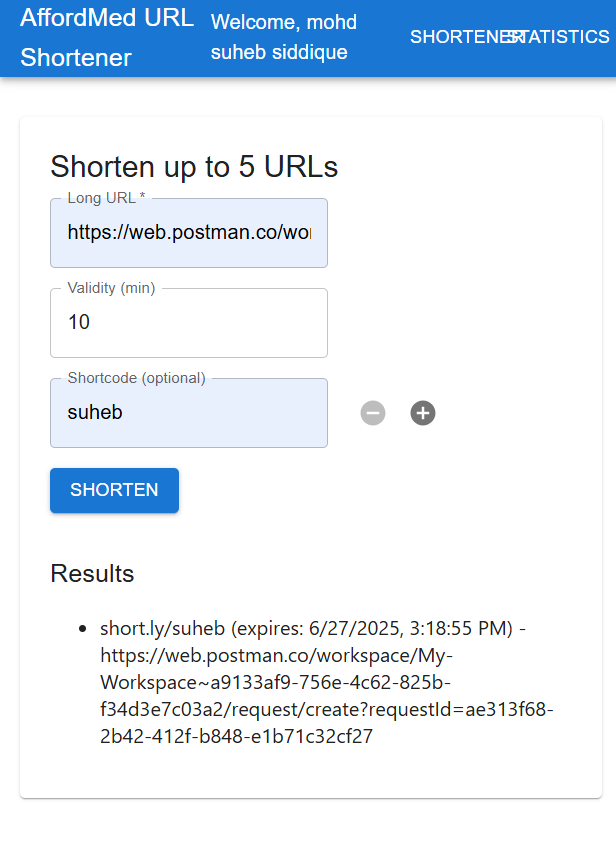 AffordMed URL
Shortener
Welcome, mohd
suheb siddique
SHORTENER
STATISTICS
Shorten up to 5 URLs
Long URL *
https://web.postman.co/wor
Validity (min)
10
Shortcode (optional)
suheb
SHORTEN
Results
short.ly/suheb (expires: 6/27/2025, 3:18:55 PM) -
https://web.postman.co/workspace/My-
Workspace~a9133af9-756e-4c62-825b-
f34d3e7c03a2/request/create?requestId=ae313f68-
2b42-412f-b848-e1b71c32cf27